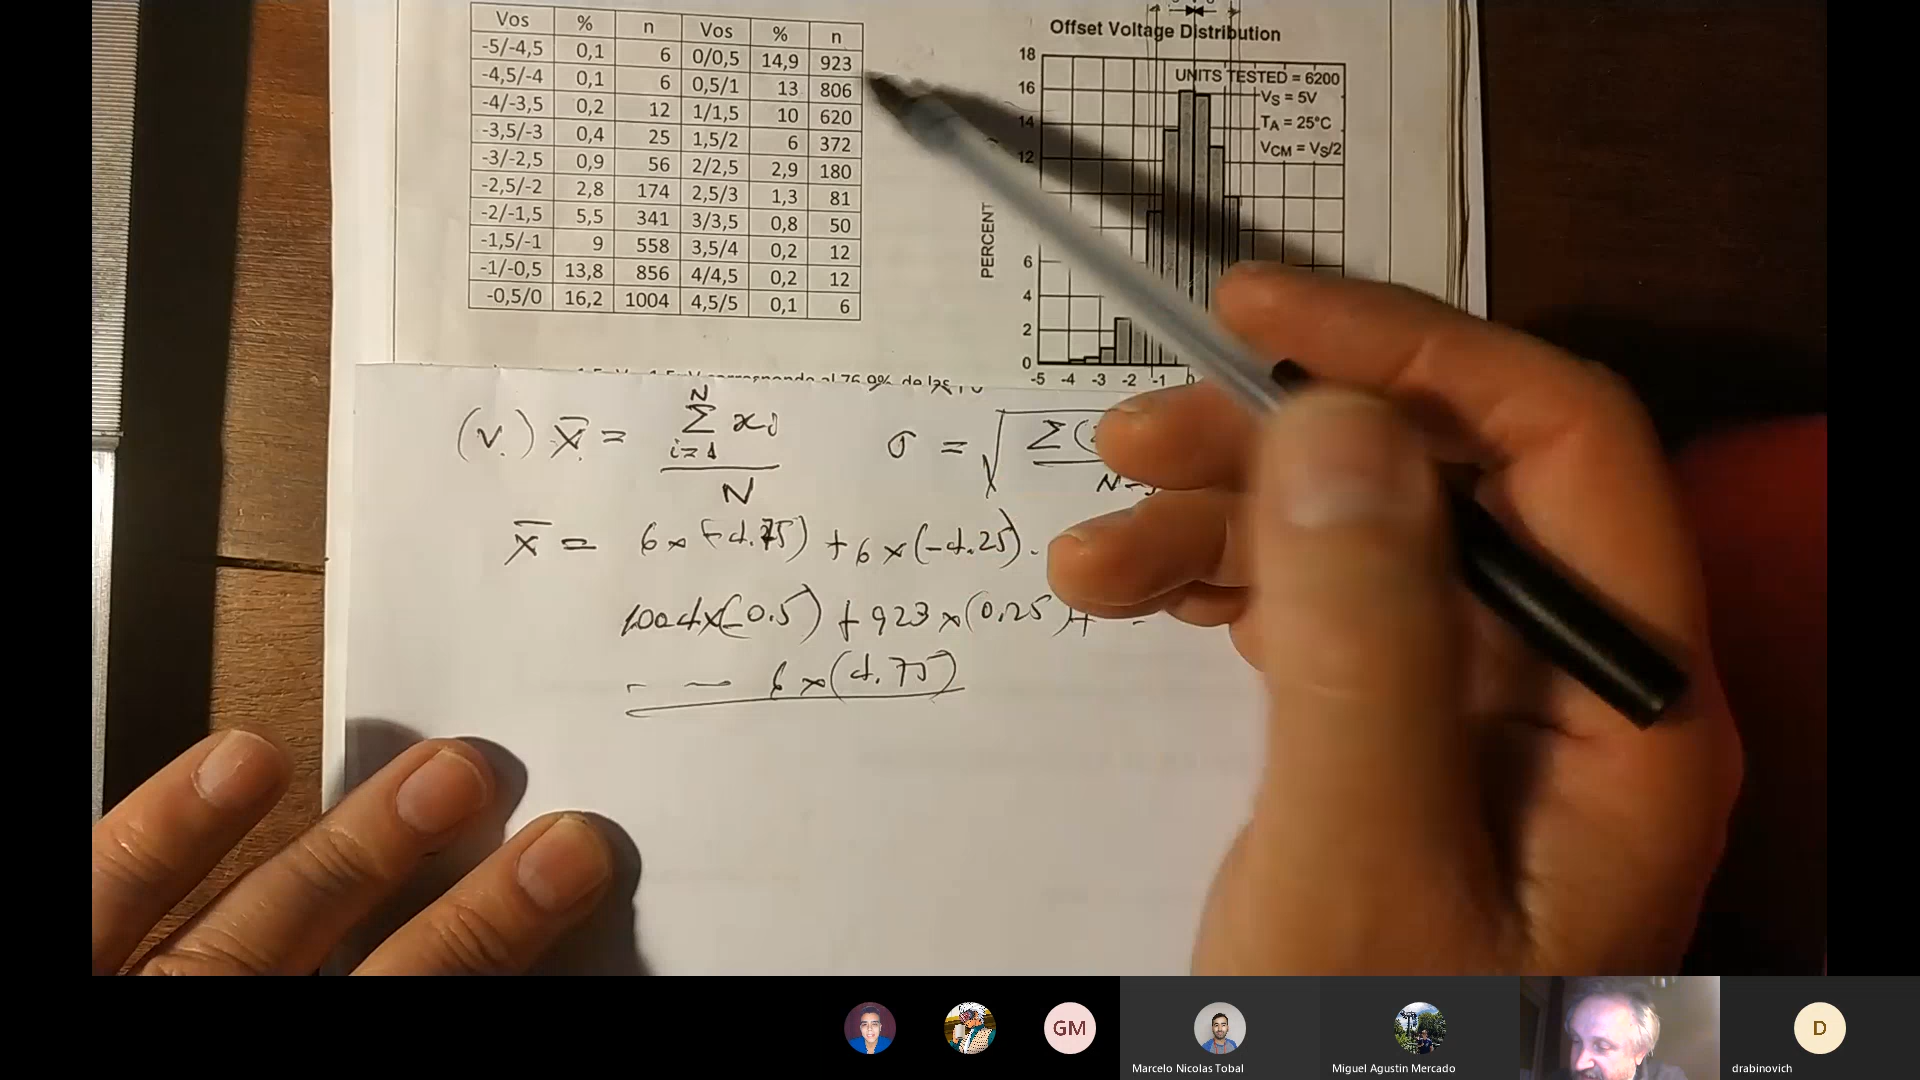 Vos % n Vos % n
-5/-4,5 0,1 6 0/0,5 14,9 923
-4,5/-4 0,1 6 0,5/1 13 806
-4/-3,5 0,2 12 1/1,5 10 620
-3,5/-3 0,4 25 1,5/2 6 372
-3/-2,5 0,9 56 2/2,5 2,9 180
-2,5/-2 2,8 174 2,5/3 1,3 81
-2/-1,5 5,5 341 3/3,5 0,8 50
-1,5/-1 9 558 3,5/4 0,2 12
-1/-0,5 13,8 856 4/4,5 0,2 12
-0,5/0 16,2 1004 4,5/5 0,1 6
Offset Voltage Distribution
18
16
14
12
6
4
2
0
PERCENT
UNITS TESTED = 6200
VS = 5V
TA = 25°C
VCM = VS/2
-5 -4 -3 -2 -1 0
corresponde al 76,9% de las
(v.) x̄ = N Σ i=1 xi / N
σ = √ Σ (
x̄ = 6 x (-4.75) + 6 x (-4.25).
1004x(-0.5) + 923 x (0.25) +
- — 6 x (4.75)
GM
Marcelo Nicolas Tobal
Miguel Agustin Mercado
D
drabinovich